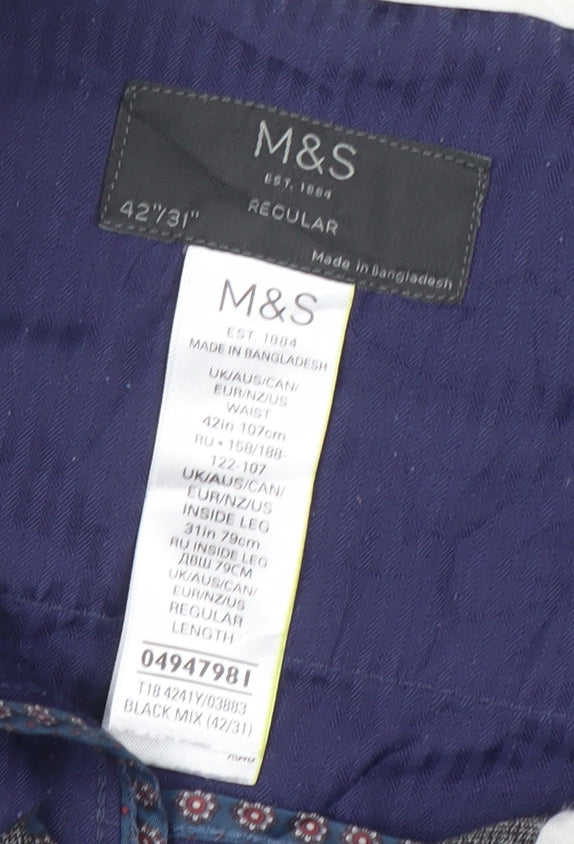 M&S
EST. 1884
REGULAR
42"/31"
Made in Bangladesh
M&S
EST. 1884
MADE IN BANGLADESH
UK/AUS/CAN/
EUR/NZ/US
WAIST
42in 107cm
RU • 158/188-
122-107
UK/AUS/CAN/
EUR/NZ/US
INSIDE LEG
31in 79cm
RU INSIDE LEG
ДВШ 79СМ
UK/AUS/CAN/
EUR/NZ/US
REGULAR
LENGTH
04947981
T18 4241Y/03883
BLACK MIX (42/31)